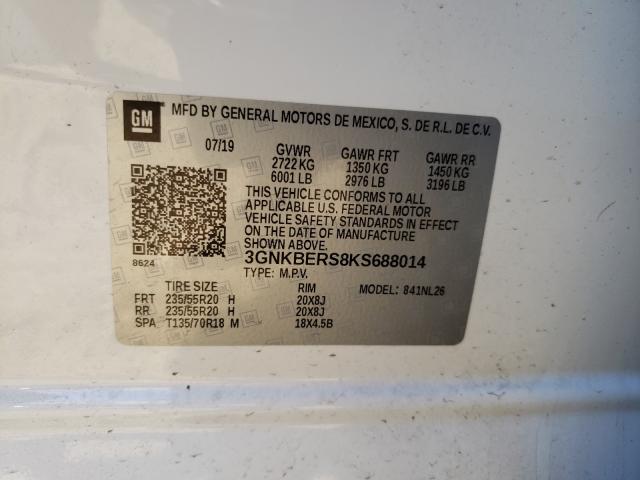 GM MFD BY GENERAL MOTORS DE MEXICO, S. DE R.L. DE C.V.
07/19 GVWR GAWR FRT GAWR RR
2722 KG 1350 KG 1450 KG
6001 LB 2976 LB 3196 LB
THIS VEHICLE CONFORMS TO ALL
APPLICABLE U.S. FEDERAL MOTOR
VEHICLE SAFETY STANDARDS IN EFFECT
ON THE DATE OF MANUFACTURE SHOWN ABOVE.
8624 3GNKBERS8KS688014
TYPE: M.P.V.
TIRE SIZE RIM MODEL: 841NL26
FRT 235/55R20 H 20X8J
RR 235/55R20 H 20X8J
SPA T135/70R18 M 18X4.5B